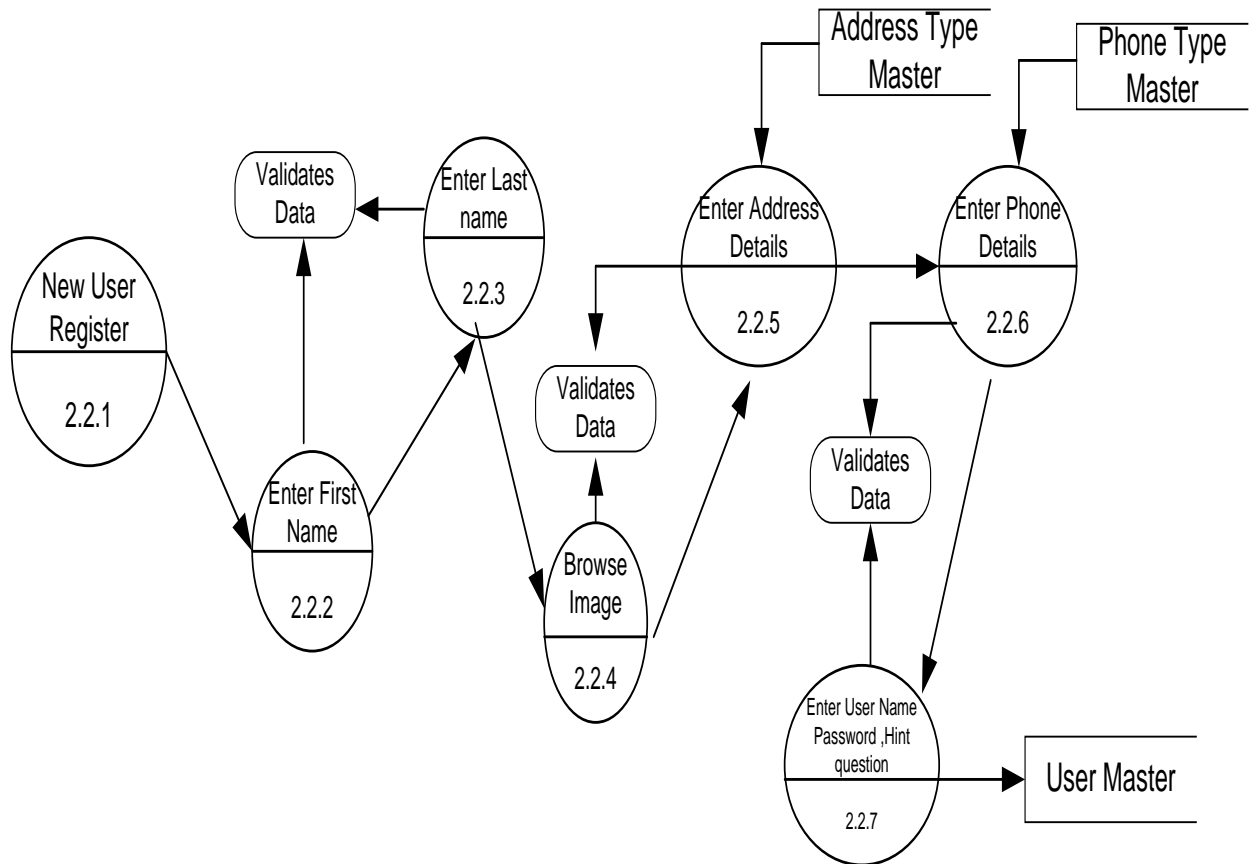 Address Type
Master
Phone Type
Master
Validates
Data
Enter Last
name
2.2.3
Enter Address
Details
2.2.5
Enter Phone
Details
2.2.6
New User
Register
2.2.1
Validates
Data
Validates
Data
Enter First
Name
2.2.2
Browse
Image
2.2.4
Enter User Name
Password ,Hint
question
2.2.7
User Master